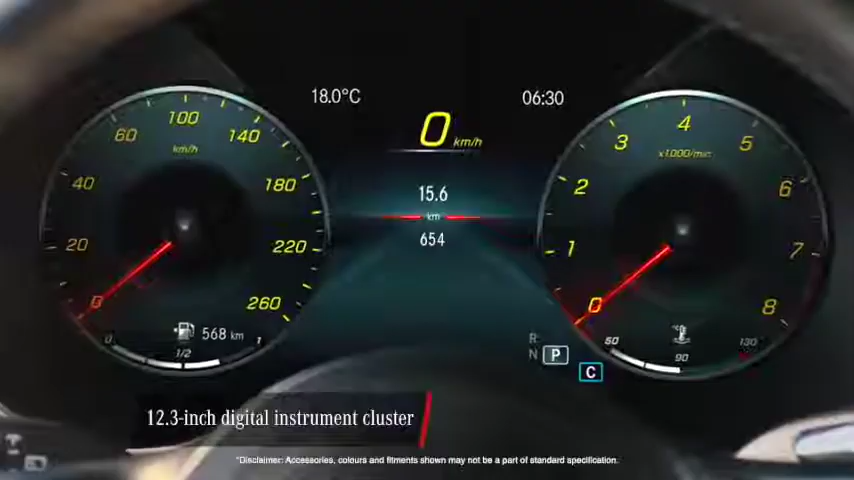 18.0°C
06:30
0 km/h
15.6
km
654
0
20
40
60
100
140
180
220
260
km/h
568 km
0
1/2
1
0
1
2
3
4
5
6
7
8
x1000/min
50
90
130
R
N
P
C
12.3-inch digital instrument cluster
*Disclaimer: Accessories, colours and fitments shown may not be a part of standard specification.